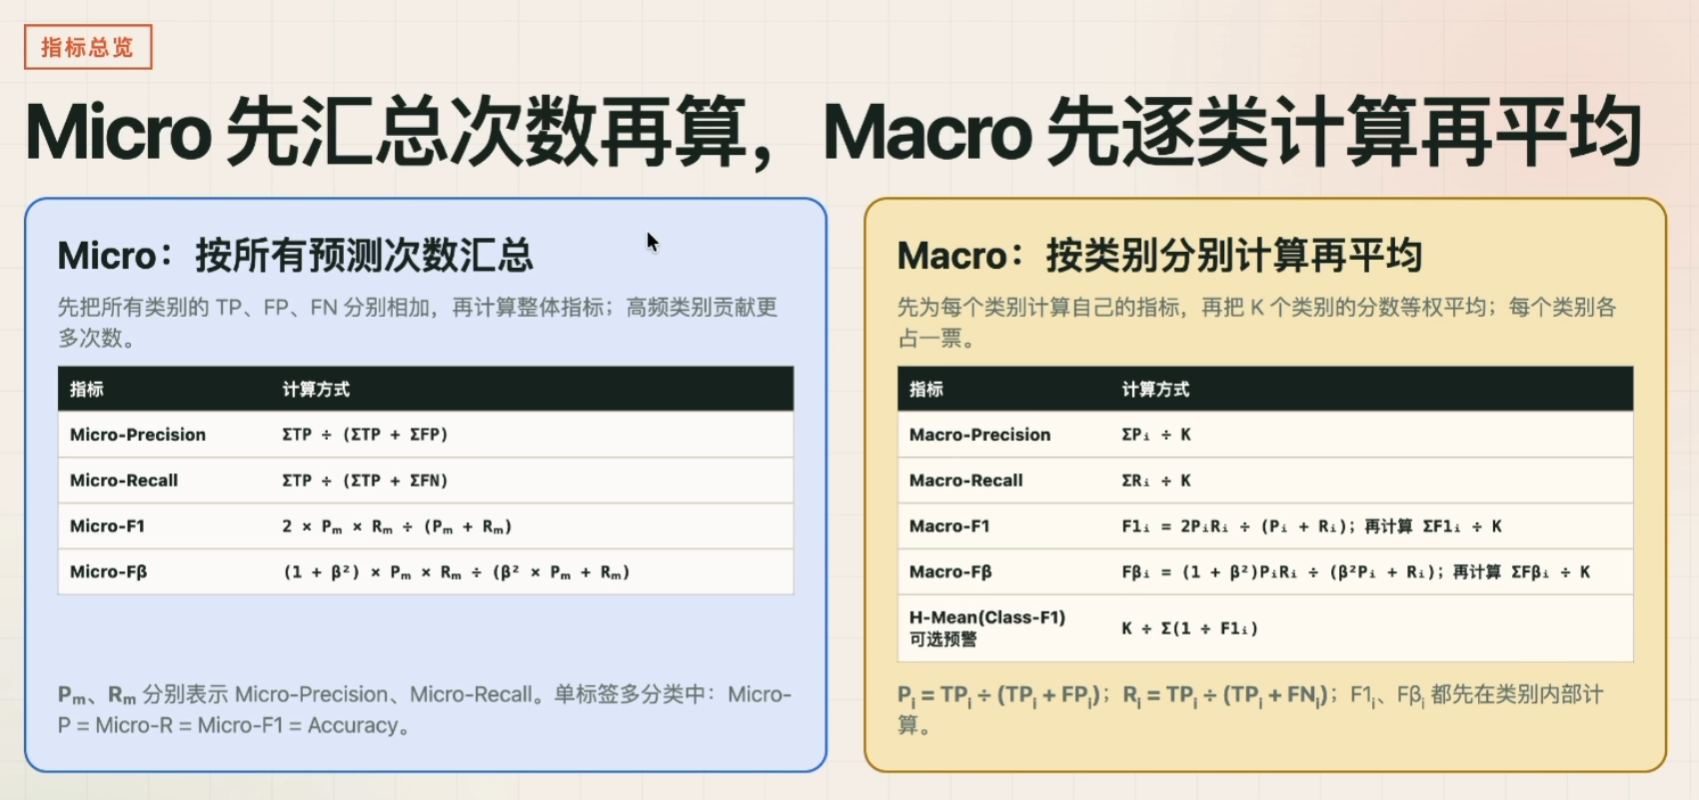 指标总览
Micro 先汇总次数再算，Macro 先逐类计算再平均
Micro：按所有预测次数汇总
先把所有类别的 TP、FP、FN 分别相加，再计算整体指标；高频类别贡献更
多次数。
指标 计算方式
Micro-Precision ΣTP ÷ (ΣTP + ΣFP)
Micro-Recall ΣTP ÷ (ΣTP + ΣFN)
Micro-F1 2 × Pₘ × Rₘ ÷ (Pₘ + Rₘ)
Micro-Fβ (1 + β²) × Pₘ × Rₘ ÷ (β² × Pₘ + Rₘ)
Pₘ、Rₘ 分别表示 Micro-Precision、Micro-Recall。单标签多分类中：Micro-
P = Micro-R = Micro-F1 = Accuracy。
Macro：按类别分别计算再平均
先为每个类别计算自己的指标，再把 K 个类别的分数等权平均；每个类别各
占一票。
指标 计算方式
Macro-Precision ΣPᵢ ÷ K
Macro-Recall ΣRᵢ ÷ K
Macro-F1 F1ᵢ = 2PᵢRᵢ ÷ (Pᵢ + Rᵢ)；再计算 ΣF1ᵢ ÷ K
Macro-Fβ Fβᵢ = (1 + β²)PᵢRᵢ ÷ (β²Pᵢ + Rᵢ)；再计算 ΣFβᵢ ÷ K
H-Mean(Class-F1)
可选预警 K ÷ Σ(1 ÷ F1ᵢ)
Pᵢ = TPᵢ ÷ (TPᵢ + FPᵢ)；Rᵢ = TPᵢ ÷ (TPᵢ + FNᵢ)；F1ᵢ、Fβᵢ 都先在类别内部计
算。